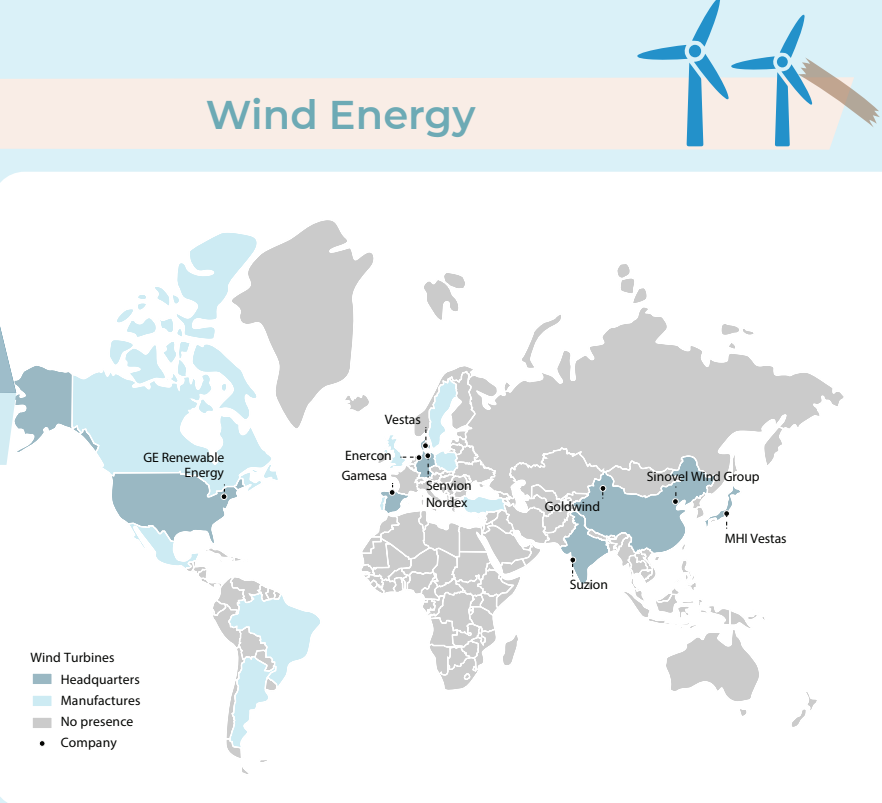 Wind Energy
Vestas
GE Renewable
Energy
Enercon
Gamesa
Senvion
Nordex
Sinovel Wind Group
Goldwind
MHI Vestas
Suzion
Wind Turbines
Headquarters
Manufactures
No presence
Company